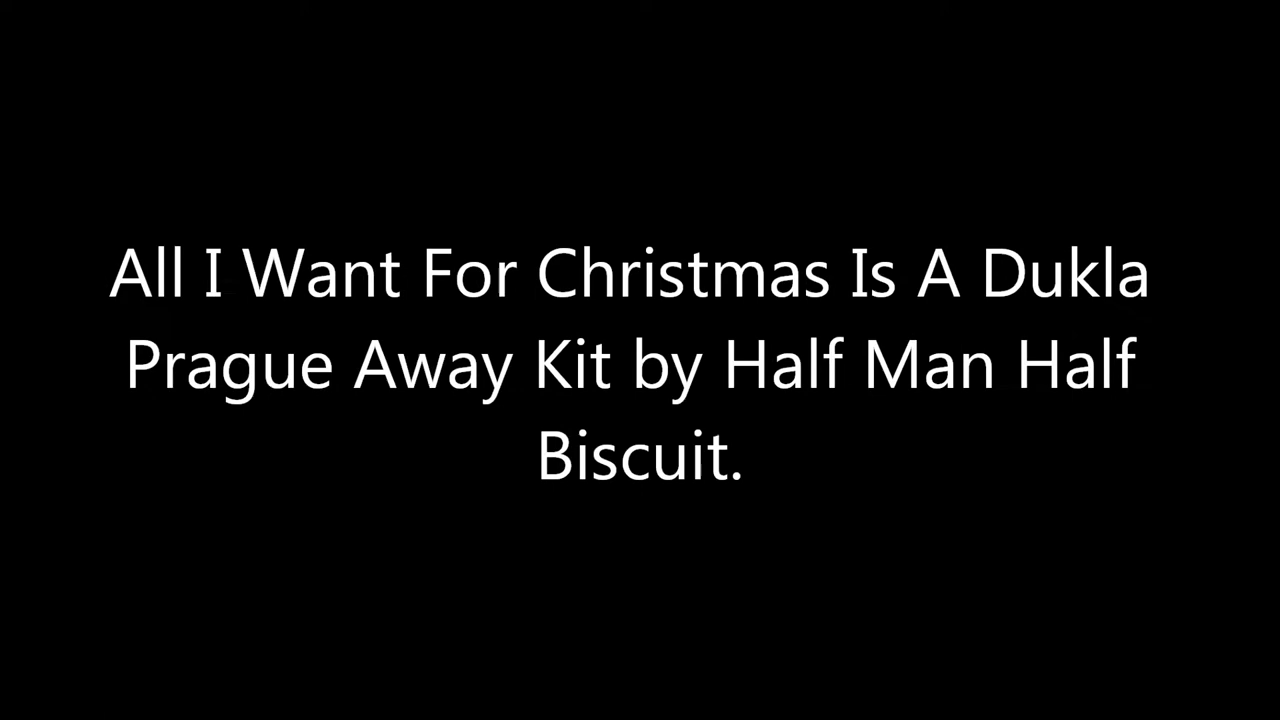 All I Want For Christmas Is A Dukla
Prague Away Kit by Half Man Half
Biscuit.